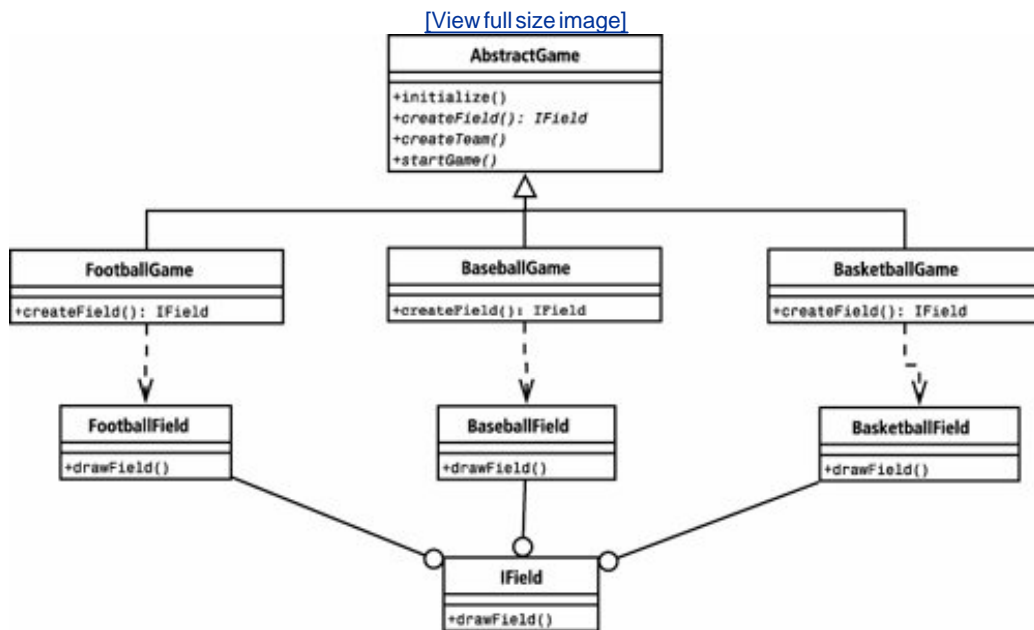 [View full size image]
AbstractGame
+initialize()
+createField(): IField
+createTeam()
+startGame()
FootballGame
+createField(): IField
BaseballGame
+createField(): IField
BasketballGame
+createField(): IField
FootballField
+drawField()
BaseballField
+drawField()
BasketballField
+drawField()
IField
+drawField()